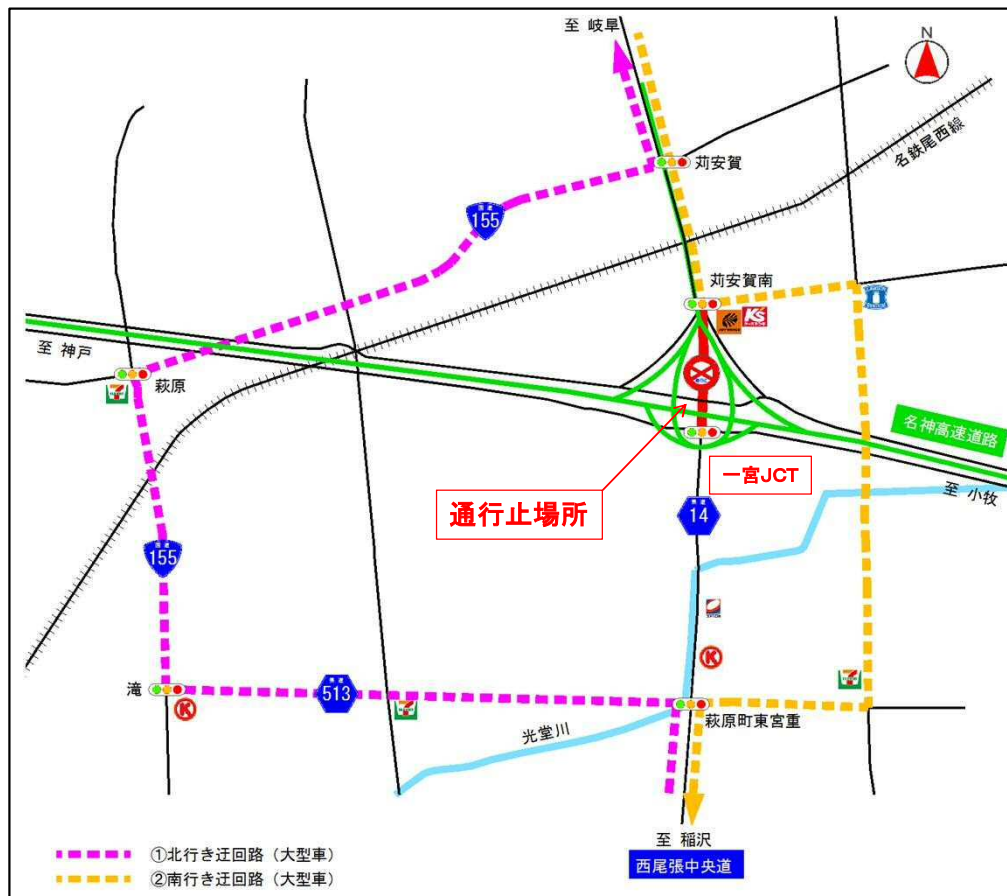 至 岐阜
N
苅安賀
名鉄尾西線
国道
155
苅安賀南
K'S
至 神戸
萩原
名神高速道路
一宮JCT
至 小牧
通行止場所
14
国道
155
滝
513
K
K
光堂川
萩原町東宮重
至 稲沢
西尾張中央道
①北行き迂回路（大型車）
②南行き迂回路（大型車）